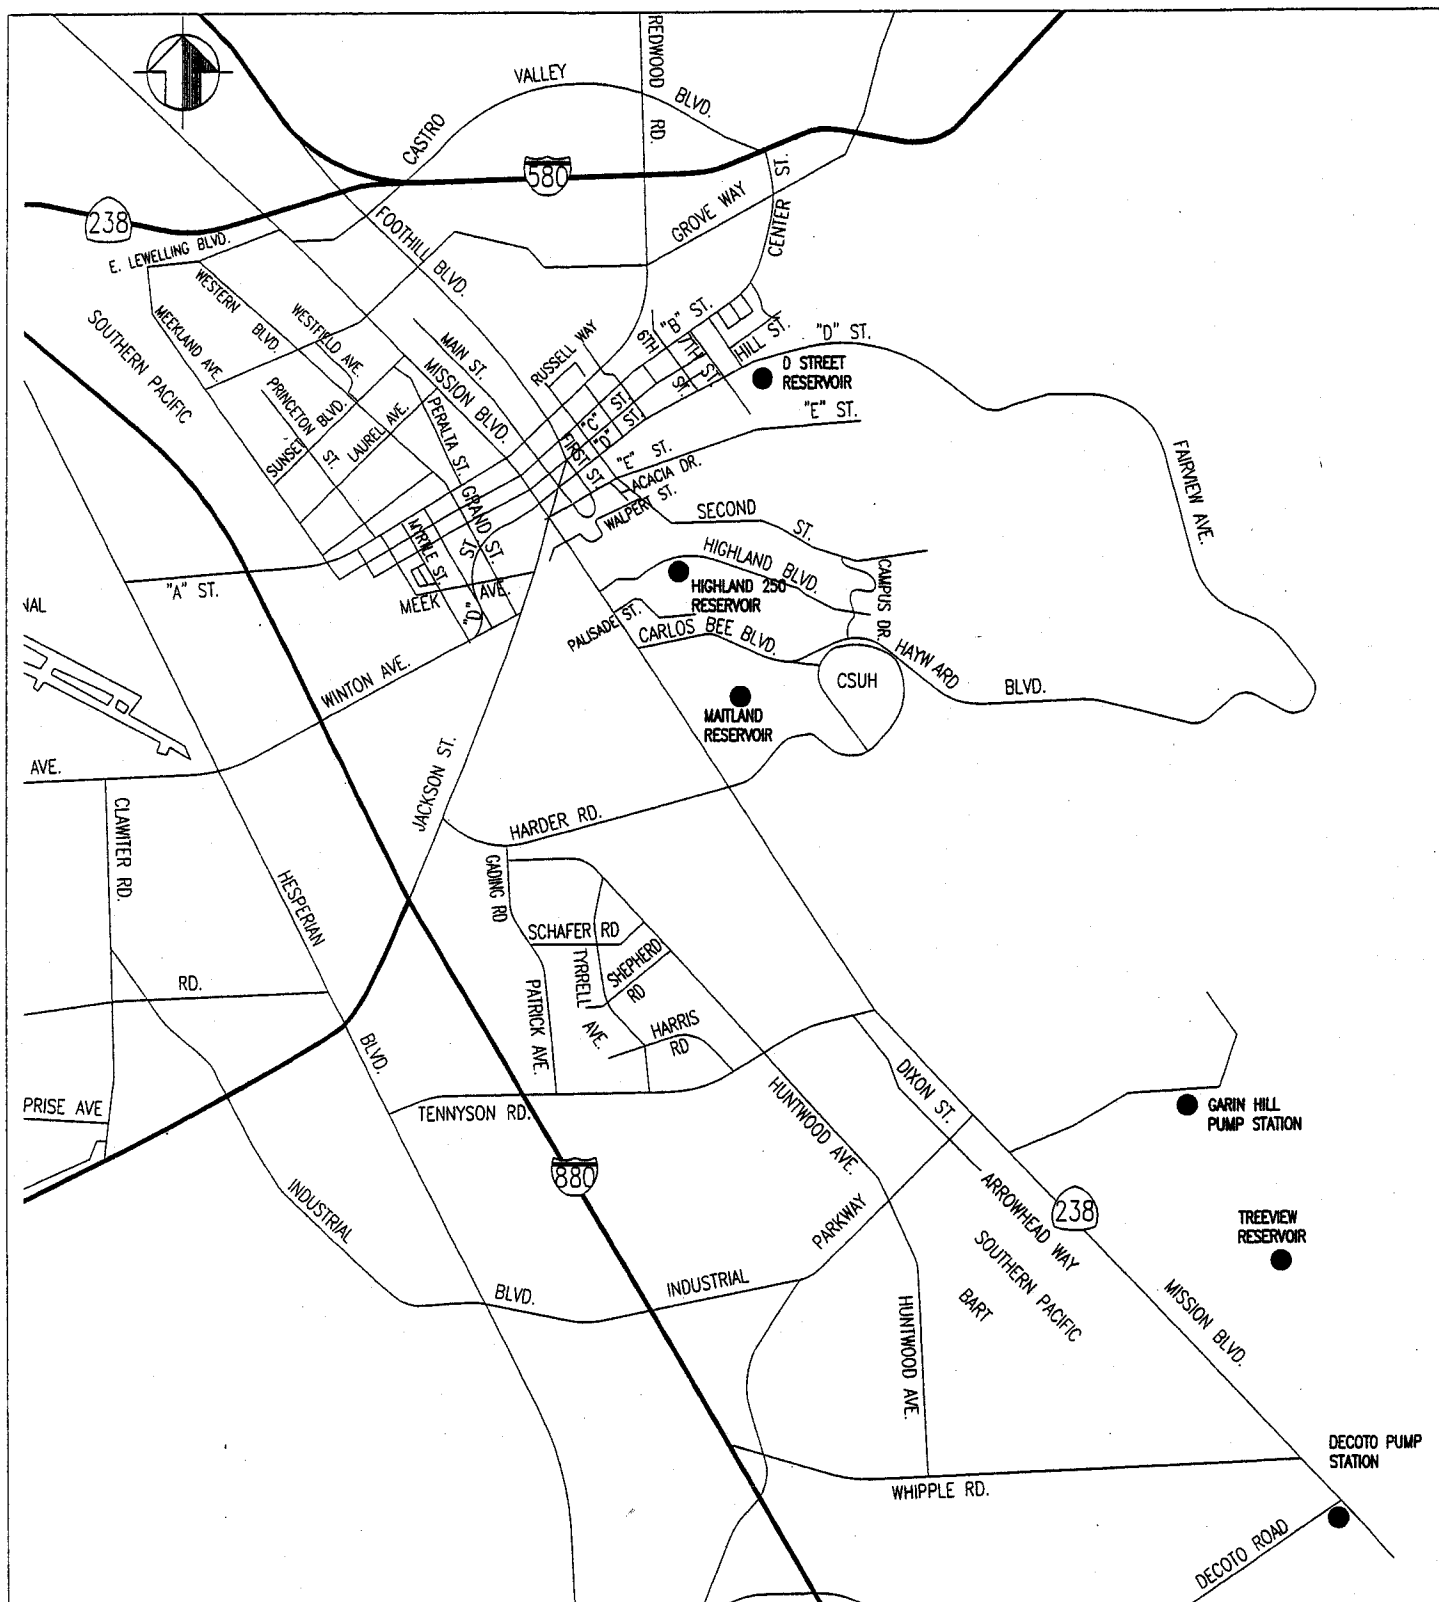 REDWOOD RD.
VALLEY
BLVD.
CASTRO
580
ST.
CENTER
GROVE WAY
238
FOOTHILL BLVD.
E. LEWELLING BLVD.
WESTERN BLVD.
WESTFIELD AVE.
MEEKLAND AVE.
SOUTHERN PACIFIC
MAIN ST.
MISSION BLVD.
RUSSELL WAY
6TH ST.
"B" ST.
7TH ST.
HILL ST.
"D" ST.
D STREET
RESERVOIR
"E" ST.
PRINCETON ST.
SUNSET BLVD.
LAUREL AVE.
PERALTA ST.
"C" ST.
"D" ST.
FIRST ST.
"E" ST.
ACACIA DR.
WALPERT ST.
FAIRVIEW AVE.
GRAND ST.
MYRTLE ST.
SECOND ST.
HIGHLAND BLVD.
CAMPUS DR.
"A" ST.
MEEK AVE.
"D" ST.
HIGHLAND 250
RESERVOIR
PALISADE ST.
CARLOS BEE BLVD.
HAYWARD BLVD.
CSUH
WINTON AVE.
MAITLAND
RESERVOIR
AVE.
JACKSON ST.
CLAWITER RD.
HARDER RD.
GADING RD
HESPERIAN BLVD.
SCHAFER RD
SHEPHERD RD
TYRRELL AVE.
PATRICK AVE.
HARRIS RD
RD.
PRISE AVE
TENNYSON RD.
HUNTWOOD AVE.
DIXON ST.
GARIN HILL
PUMP STATION
880
INDUSTRIAL
BLVD.
INDUSTRIAL
PARKWAY
ARROWHEAD WAY
238
SOUTHERN PACIFIC
BART
TREEVIEW
RESERVOIR
MISSION BLVD.
HUNTWOOD AVE.
DECOTO PUMP
STATION
WHIPPLE RD.
DECOTO ROAD